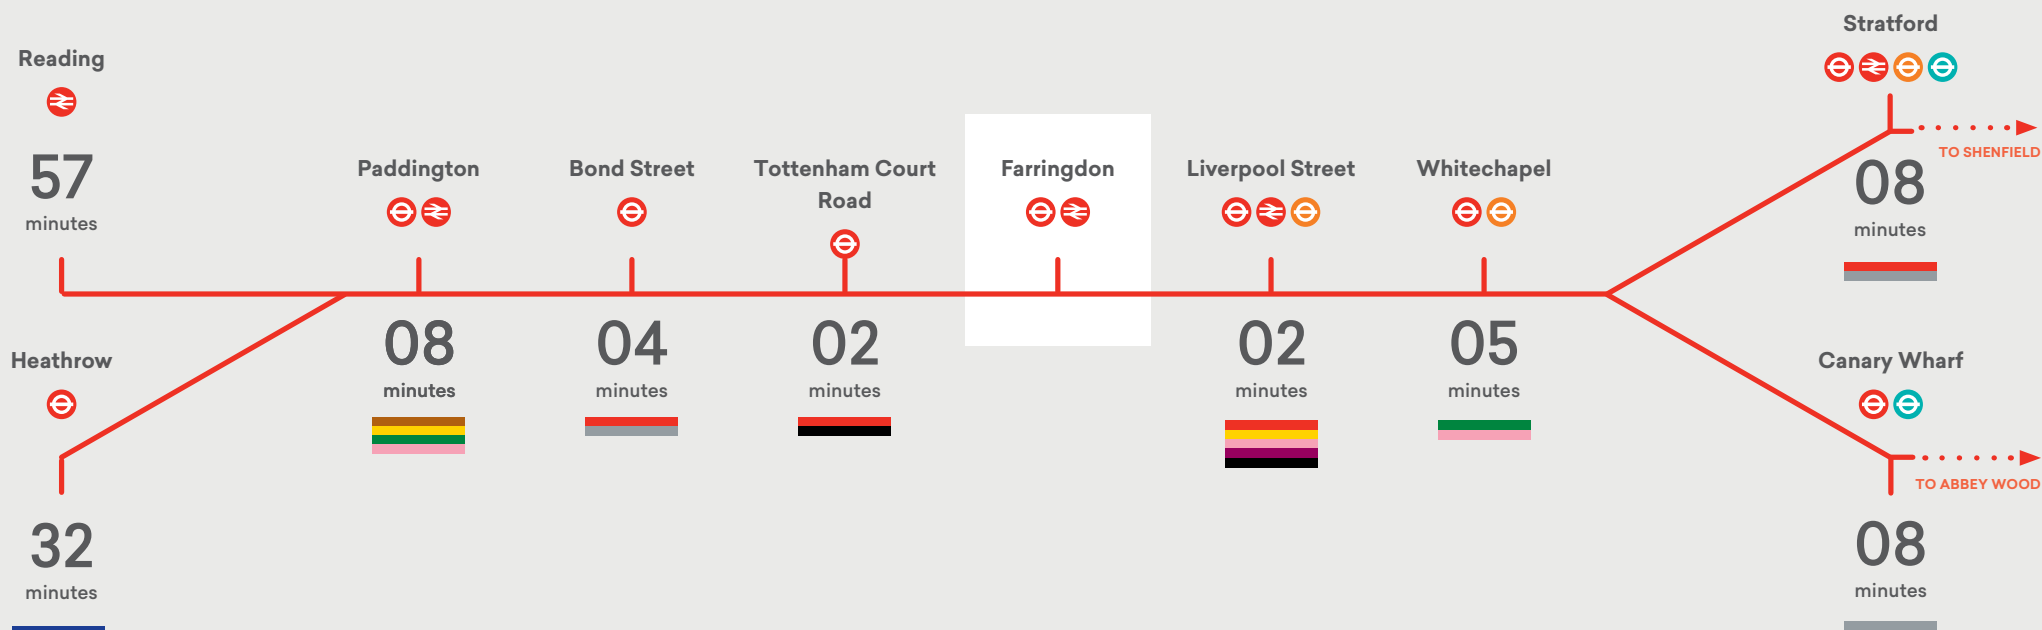 Reading
57
minutes
Heathrow
32
minutes
Paddington
08
minutes
Bond Street
04
minutes
Tottenham Court
Road
02
minutes
Farringdon
Liverpool Street
02
minutes
Whitechapel
05
minutes
Stratford
TO SHENFIELD
08
minutes
Canary Wharf
TO ABBEY WOOD
08
minutes